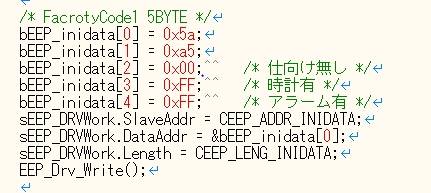 /* FacrotyCode1 5BYTE */↵
bEEP_inidata[0] = 0x5a;↵
bEEP_inidata[1] = 0xa5;↵
bEEP_inidata[2] = 0x00;^^ /* 仕向け無し */↵
bEEP_inidata[3] = 0xFF;^^ /* 時計有 */↵
bEEP_inidata[4] = 0xFF;^^ /* アラーム有 */↵
sEEP_DRVWork.SlaveAddr = CEEP_ADDR_INIDATA;↵
sEEP_DRVWork.DataAddr = &bEEP_inidata[0];↵
sEEP_DRVWork.Length = CEEP_LENG_INIDATA;↵
EEP_Drv_Write();↵